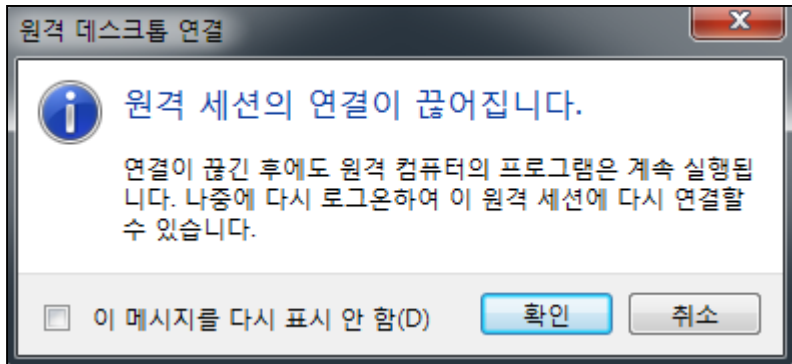 원격 데스크톱 연결
원격 세션의 연결이 끊어집니다.
연결이 끊긴 후에도 원격 컴퓨터의 프로그램은 계속 실행됩
니다. 나중에 다시 로그온하여 이 원격 세션에 다시 연결할
수 있습니다.
이 메시지를 다시 표시 안 함(D)
확인
취소